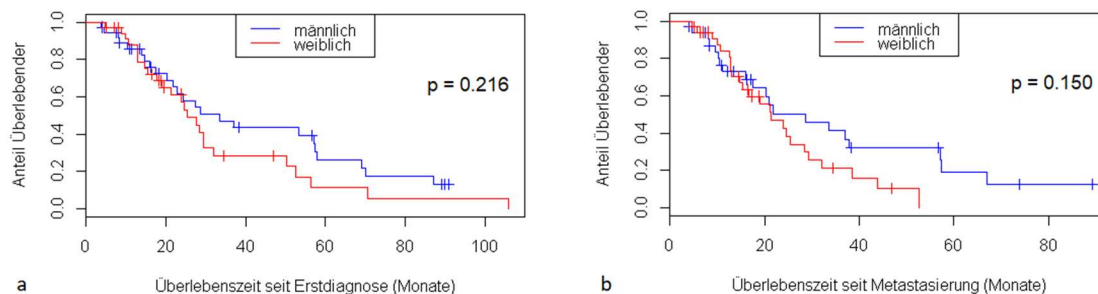 männlich
weiblich
p = 0.216
Anteil Überlebender
0.0 0.2 0.4 0.6 0.8 1.0
0 20 40 60 80 100
Überlebenszeit seit Erstdiagnose (Monate)
a
männlich
weiblich
p = 0.150
Anteil Überlebender
0.0 0.2 0.4 0.6 0.8 1.0
0 20 40 60 80
Überlebenszeit seit Metastasierung (Monate)
b